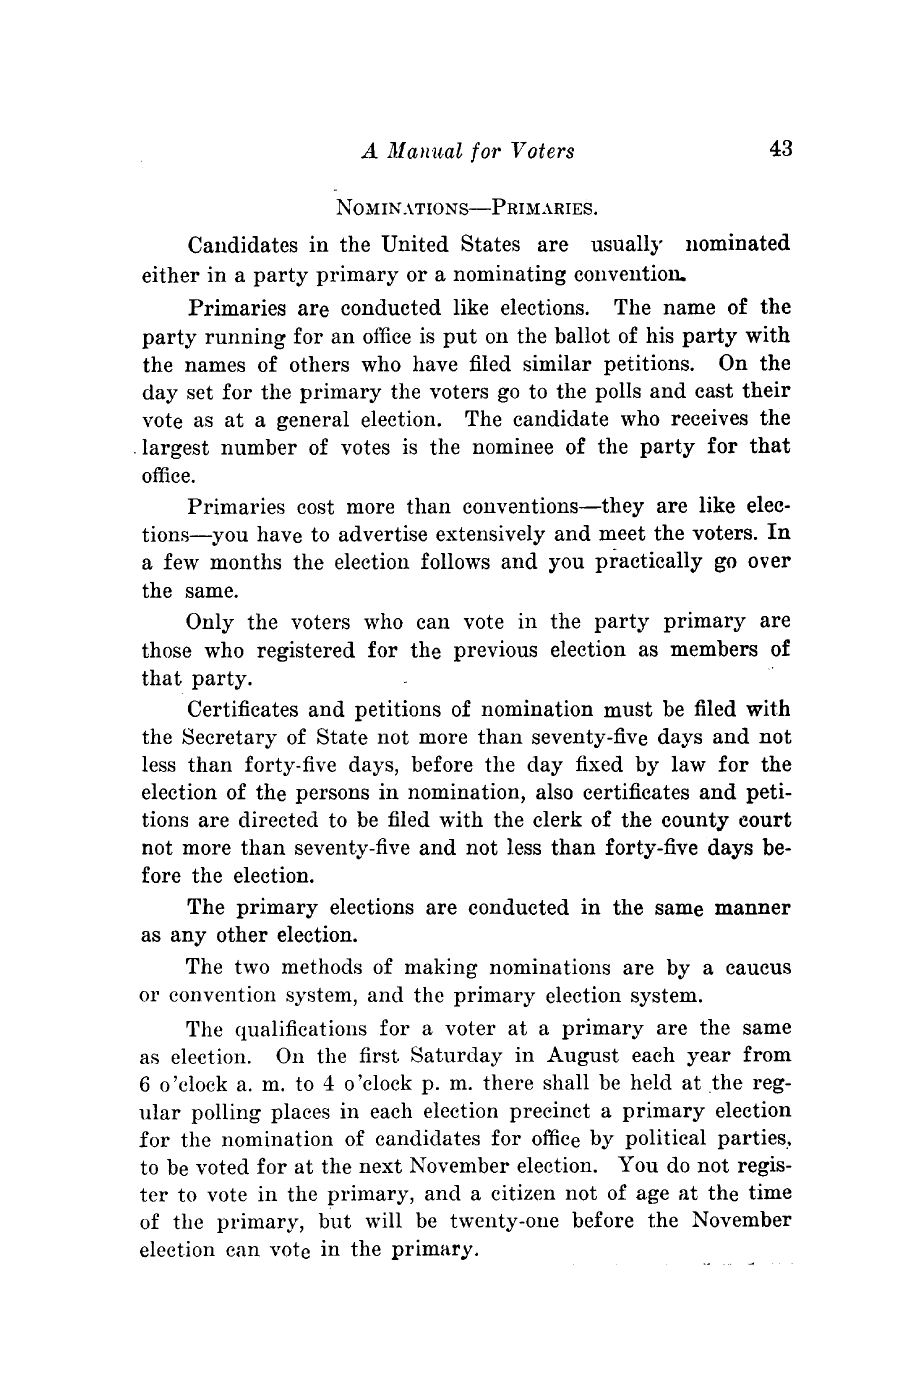 A Manual for Voters 43
NOMINATIONS—PRIMARIES.
Candidates in the United States are usually nominated
either in a party primary or a nominating convention.
Primaries are conducted like elections. The name of the
party running for an office is put on the ballot of his party with
the names of others who have filed similar petitions. On the
day set for the primary the voters go to the polls and cast their
vote as at a general election. The candidate who receives the
largest number of votes is the nominee of the party for that
office.
Primaries cost more than conventions—they are like elec-
tions—you have to advertise extensively and meet the voters. In
a few months the election follows and you practically go over
the same.
Only the voters who can vote in the party primary are
those who registered for the previous election as members of
that party.
Certificates and petitions of nomination must be filed with
the Secretary of State not more than seventy-five days and not
less than forty-five days, before the day fixed by law for the
election of the persons in nomination, also certificates and peti-
tions are directed to be filed with the clerk of the county court
not more than seventy-five and not less than forty-five days be-
fore the election.
The primary elections are conducted in the same manner
as any other election.
The two methods of making nominations are by a caucus
or convention system, and the primary election system.
The qualifications for a voter at a primary are the same
as election. On the first Saturday in August each year from
6 o'clock a. m. to 4 o'clock p. m. there shall be held at the reg-
ular polling places in each election precinct a primary election
for the nomination of candidates for office by political parties,
to be voted for at the next November election. You do not regis-
ter to vote in the primary, and a citizen not of age at the time
of the primary, but will be twenty-one before the November
election can vote in the primary.